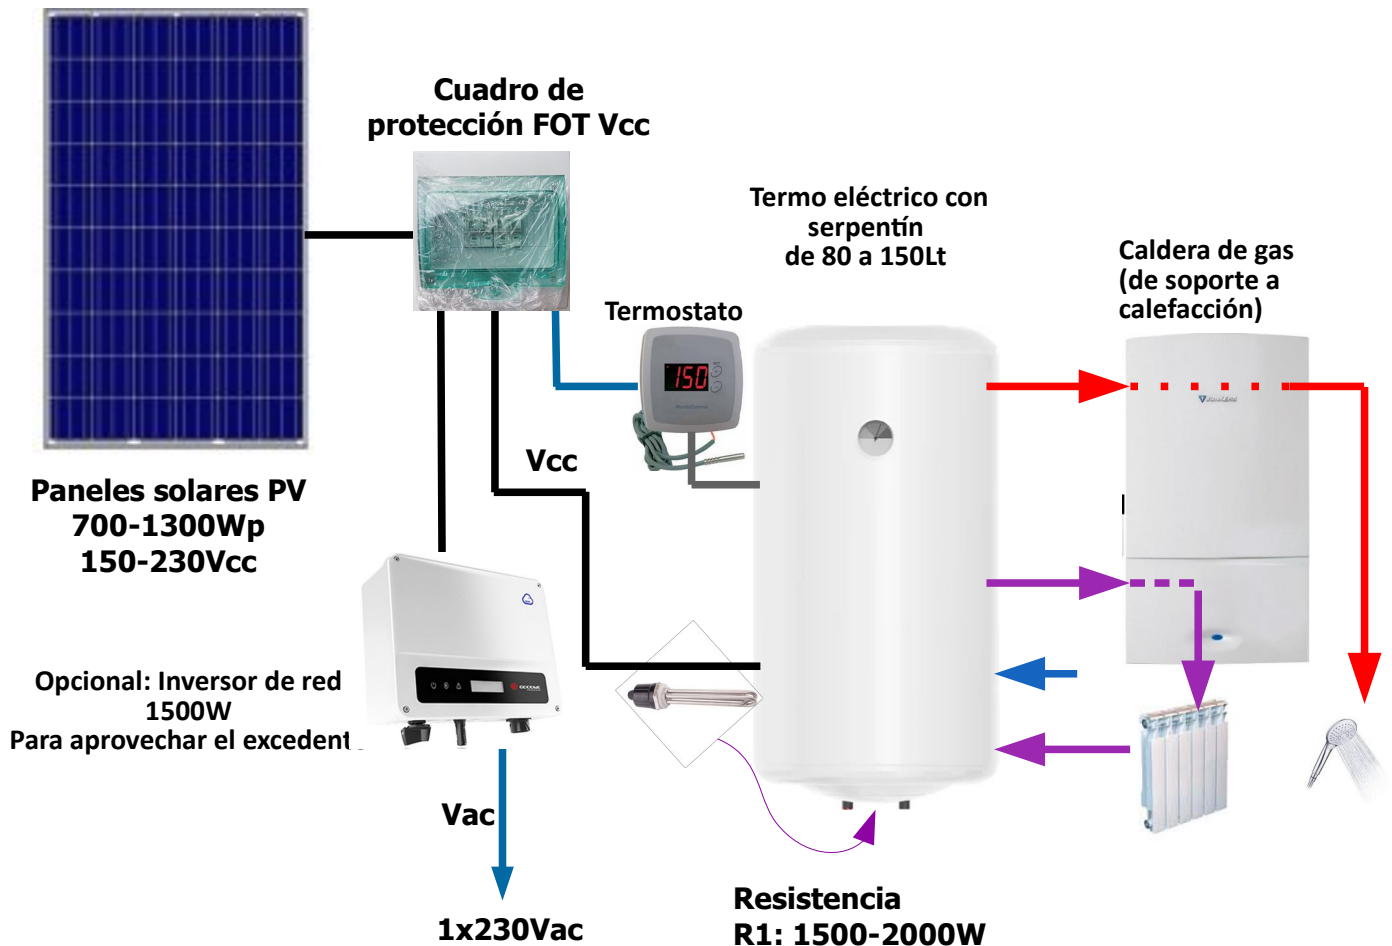 Cuadro de
protección FOT Vcc
Termo eléctrico con
serpentín
de 80 a 150Lt
Caldera de gas
(de soporte a
calefacción)
Termostato
150
Vcc
Paneles solares PV
700-1300Wp
150-230Vcc
Opcional: Inversor de red
1500W
Para aprovechar el excedent
Vac
1x230Vac
Resistencia
R1: 1500-2000W